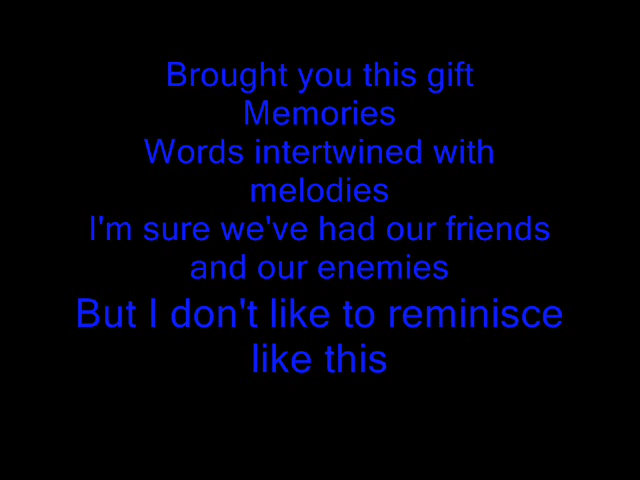 Brought you this gift
Memories
Words intertwined with
melodies
I'm sure we've had our friends
and our enemies
But I don't like to reminisce
like this